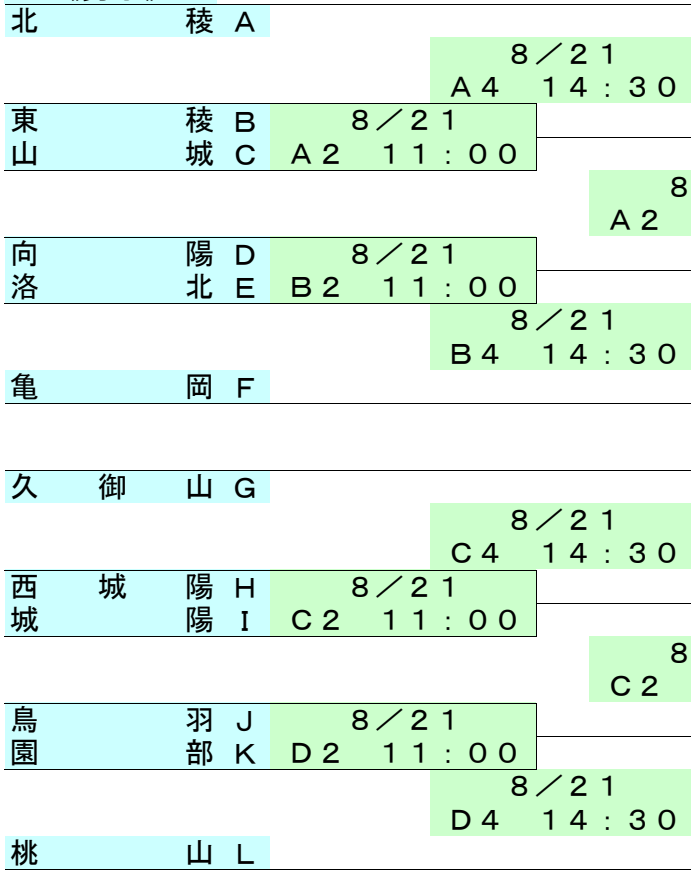 北 稜 A
8／21
A4 14:30
東 稜 B 8／21
山 城 C A2 11:00
8
A2
向 陽 D 8／21
洛 北 E B2 11:00
8／21
B4 14:30
亀 岡 F
久 御 山 G
8／21
C4 14:30
西 城 陽 H 8／21
城 陽 I C2 11:00
8
C2
鳥 羽 J 8／21
園 部 K D2 11:00
8／21
D4 14:30
桃 山 L